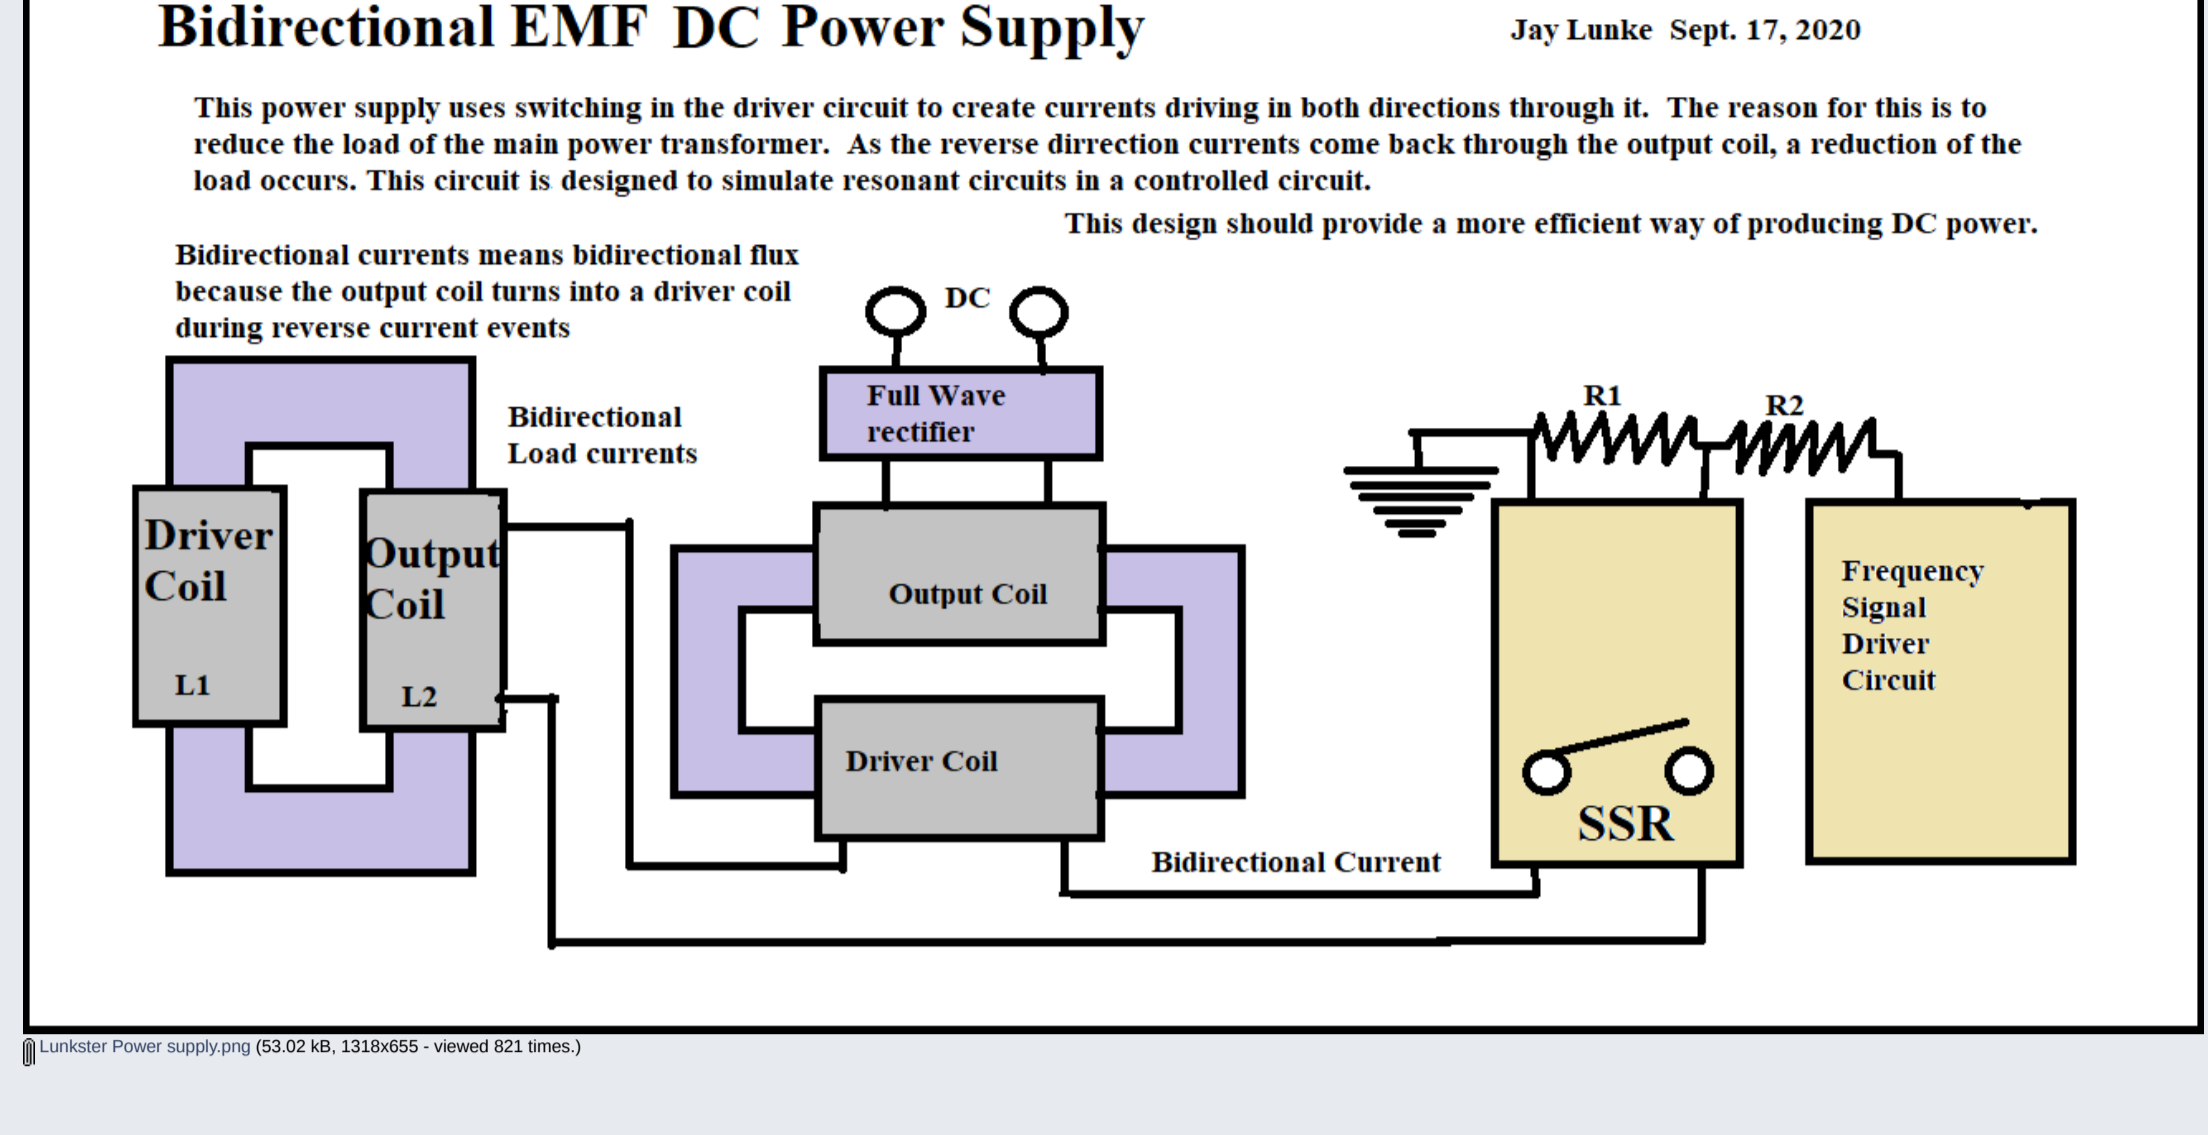 Bidirectional EMF DC Power Supply
Jay Lunke Sept. 17, 2020
This power supply uses switching in the driver circuit to create currents driving in both directions through it. The reason for this is to
reduce the load of the main power transformer. As the reverse dirrection currents come back through the output coil, a reduction of the
load occurs. This circuit is designed to simulate resonant circuits in a controlled circuit.
This design should provide a more efficient way of producing DC power.
Bidirectional currents means bidirectional flux
because the output coil turns into a driver coil
during reverse current events
DC
Full Wave
rectifier
Bidirectional
Load currents
R1
R2
Driver
Coil
L1
Output
Coil
L2
Output Coil
Driver Coil
Bidirectional Current
SSR
Frequency
Signal
Driver
Circuit
Lunkster Power supply.png (53.02 kB, 1318x655 - viewed 821 times.)